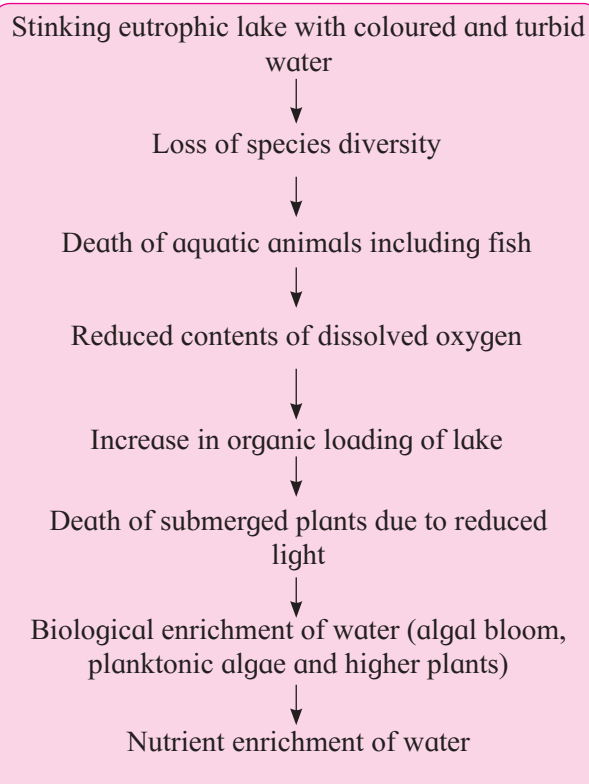 Stinking eutrophic lake with coloured and turbid
water
Loss of species diversity
Death of aquatic animals including fish
Reduced contents of dissolved oxygen
Increase in organic loading of lake
Death of submerged plants due to reduced
light
Biological enrichment of water (algal bloom,
planktonic algae and higher plants)
Nutrient enrichment of water